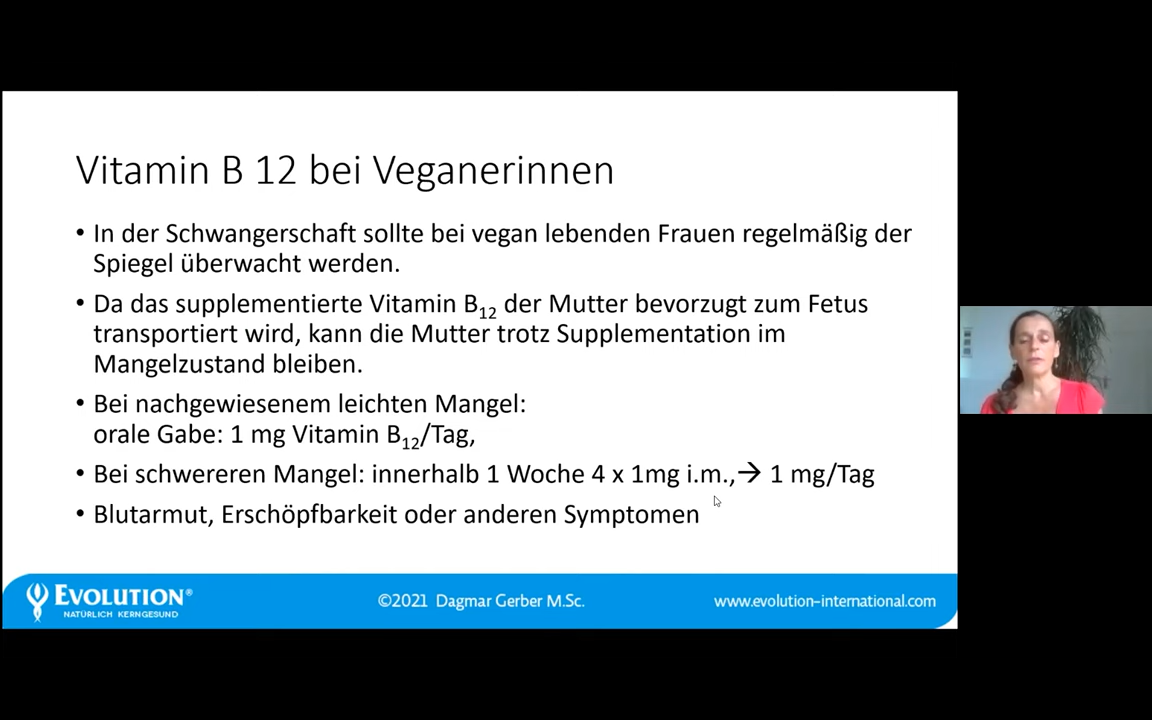 Vitamin B 12 bei Veganerinnen
• In der Schwangerschaft sollte bei vegan lebenden Frauen regelmäßig der
Spiegel überwacht werden.
• Da das supplementierte Vitamin B₁₂ der Mutter bevorzugt zum Fetus
transportiert wird, kann die Mutter trotz Supplementation im
Mangelzustand bleiben.
• Bei nachgewiesenem leichten Mangel:
orale Gabe: 1 mg Vitamin B₁₂/Tag,
• Bei schwereren Mangel: innerhalb 1 Woche 4 x 1mg i.m.,→ 1 mg/Tag
• Blutarmut, Erschöpfbarkeit oder anderen Symptomen
EVOLUTION®
NATÜRLICH KERNGESUND
©2021 Dagmar Gerber M.Sc.
www.evolution-international.com